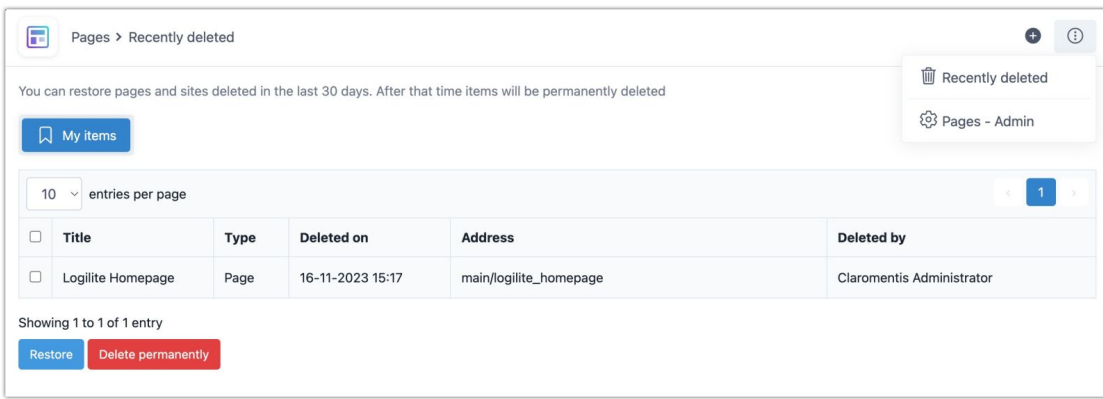 Pages > Recently deleted
Recently deleted
Pages - Admin
You can restore pages and sites deleted in the last 30 days. After that time items will be permanently deleted
My items
10 entries per page
1
Title Type Deleted on Address Deleted by
Logilite Homepage Page 16-11-2023 15:17 main/logilite_homepage Claromentis Administrator
Showing 1 to 1 of 1 entry
Restore Delete permanently